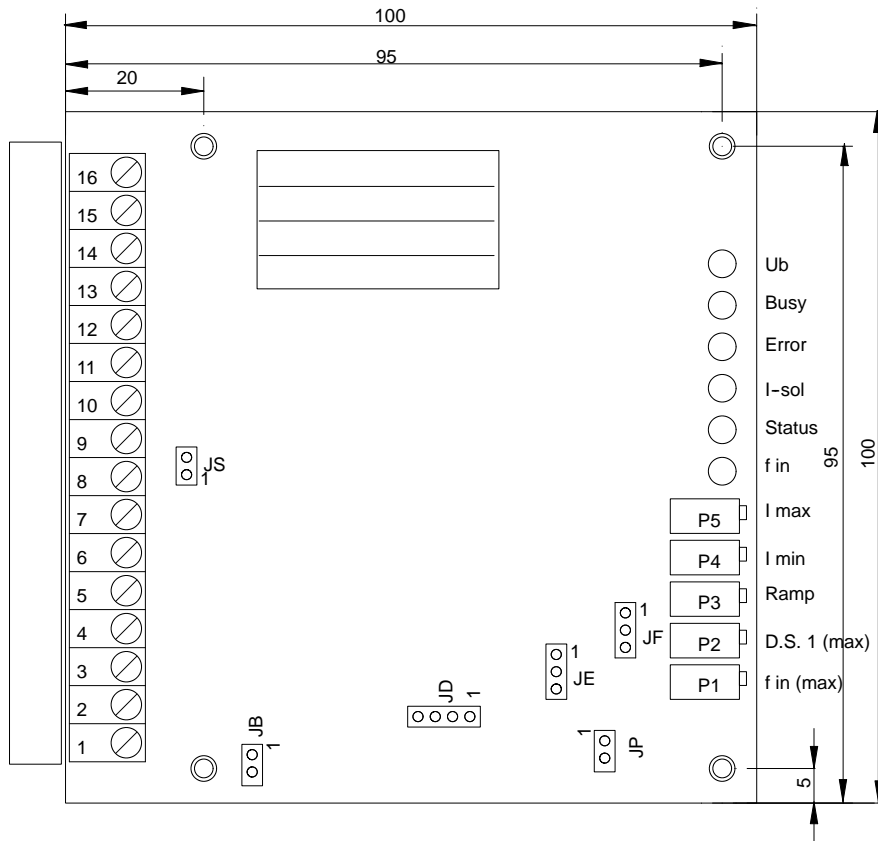 100
95
20
16
15
14
13
12
11
10
9
8
7
6
5
4
3
2
1
JS
1
JB
1
JD
1
JE
1
JF
1
JP
1
Ub
Busy
Error
I-sol
Status
f in
P5 I max
P4 I min
P3 Ramp
P2 D.S. 1 (max)
P1 f in (max)
95
100
5